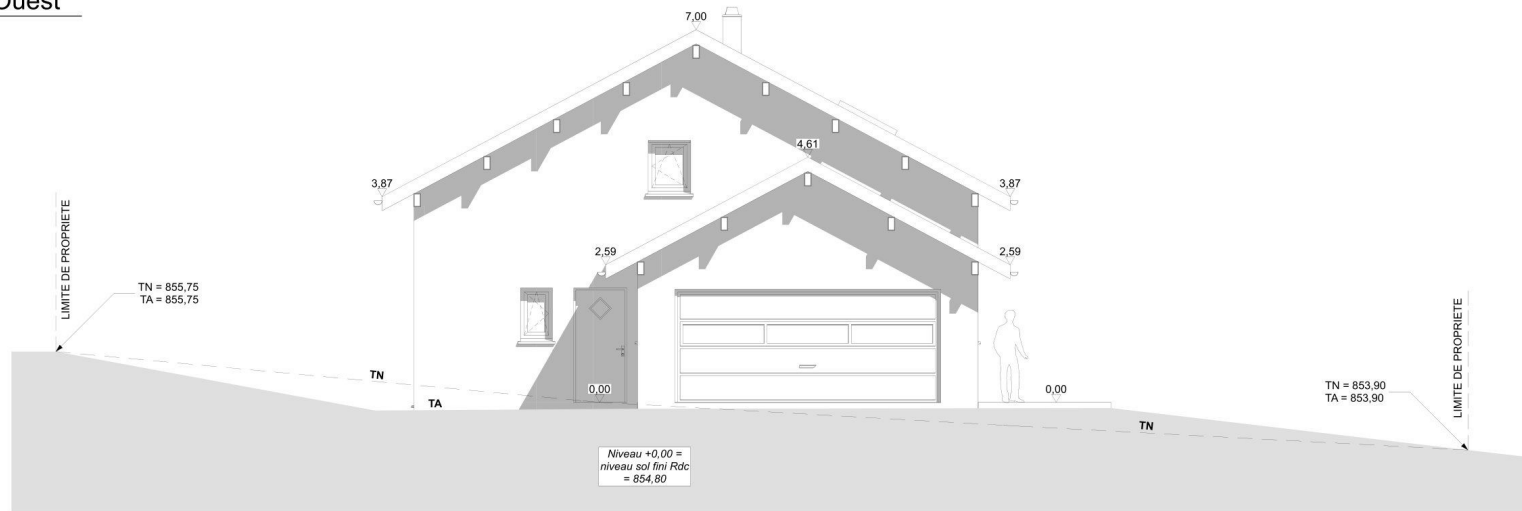 Ouest
7,00
4,61
3,87
3,87
2,59
2,59
LIMITE DE PROPRIETE
LIMITE DE PROPRIETE
TN = 855,75
TA = 855,75
TN
TA
0,00
0,00
TN = 853,90
TA = 853,90
TN
Niveau +0,00 =
niveau sol fini Rdc
= 854,80